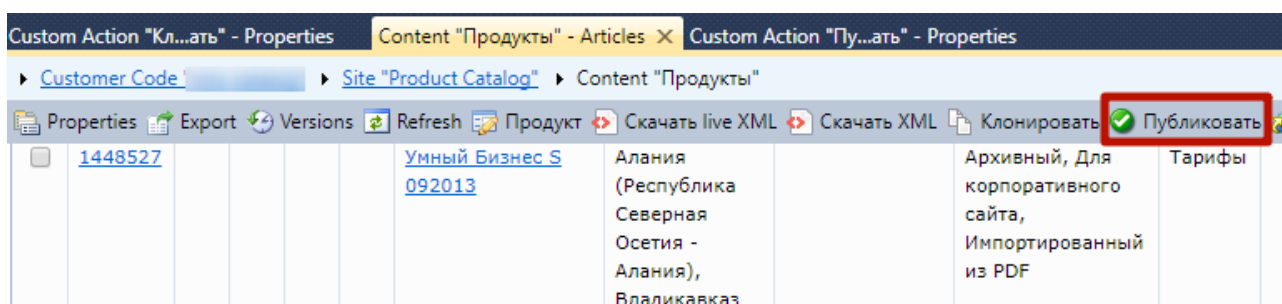 Custom Action "Кл...ать" - Properties Content "Продукты" - Articles Custom Action "Пу...ать" - Properties
Customer Code ' Site "Product Catalog" Content "Продукты"
Properties Export Versions Refresh Продукт Скачать live XML Скачать XML Клонировать Публиковать
1448527 Умный Бизнес S Алания Архивный, Для Тарифы
092013 (Республика корпоративного
Северная сайта,
Осетия - Импортированный
Алания), из PDF
Владикавказ